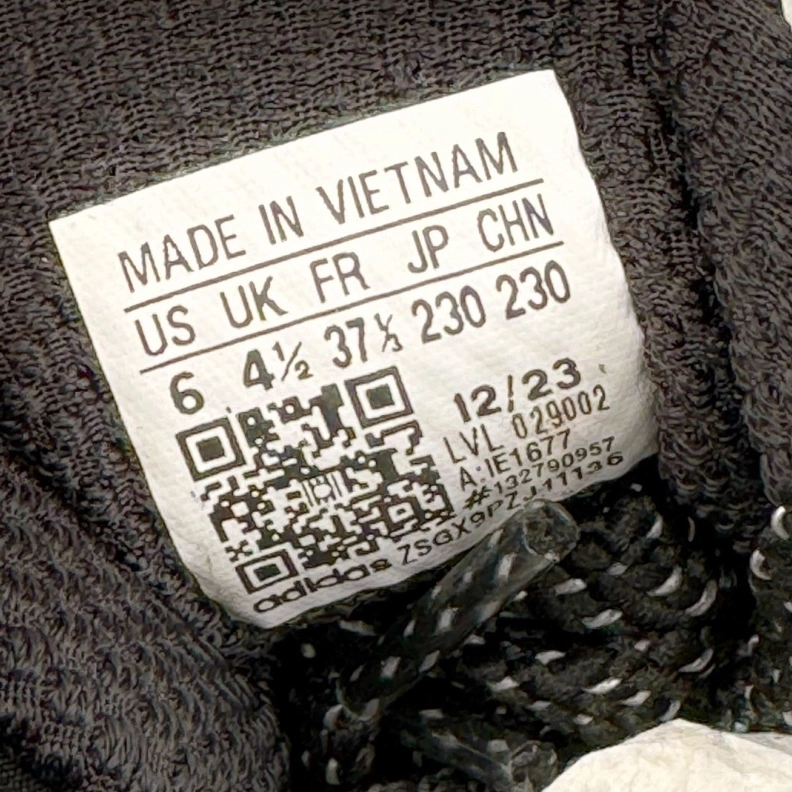 MADE IN VIETNAM
US UK FR JP CHN
6 4½ 37⅓ 230 230
12/23
LVL 029002
A:IE1677
#132790957
adidas ZSGX9PZJ11136